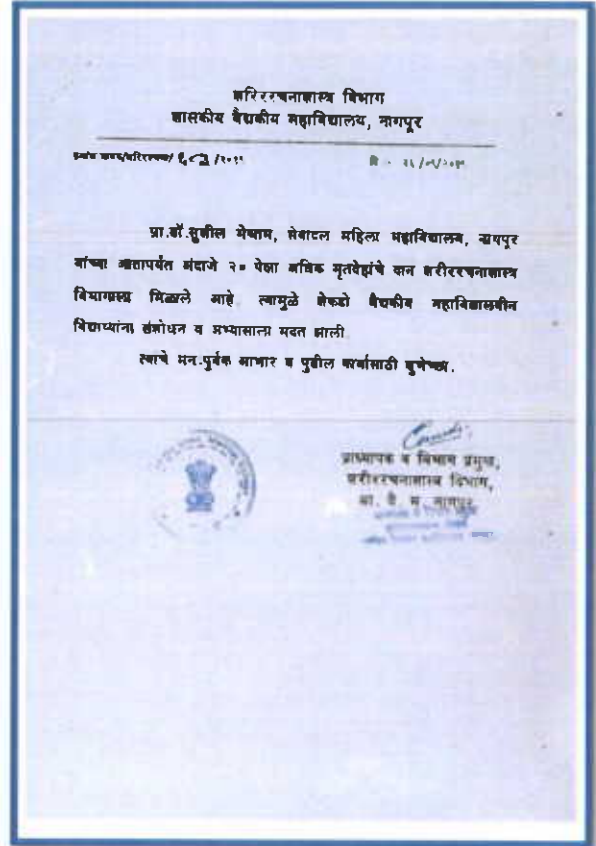 शरिररचनाशास्त्र विभाग
शासकीय वैद्यकीय महाविद्यालय, नागपूर
प्रा.डॉ.सुशील मेश्राम, सेवादल महिला महाविद्यालय, नागपूर
यांच्या आतापर्यंत अंदाजे २० पेक्षा अधिक मृतदेहांचे दान शरीररचनाशास्त्र
विभागास मिळाले आहे. त्यामुळे शेकडो वैद्यकीय महाविद्यालयीन
विद्यार्थ्यांना संशोधन व अभ्यासाला मदत झाली.
त्याचे मन:पुर्वक आभार व पुढील कार्यासाठी शुभेच्छा.
प्राध्यापक व विभाग प्रमुख,
शरीररचनाशास्त्र विभाग,
शा. वै. म. नागपूर